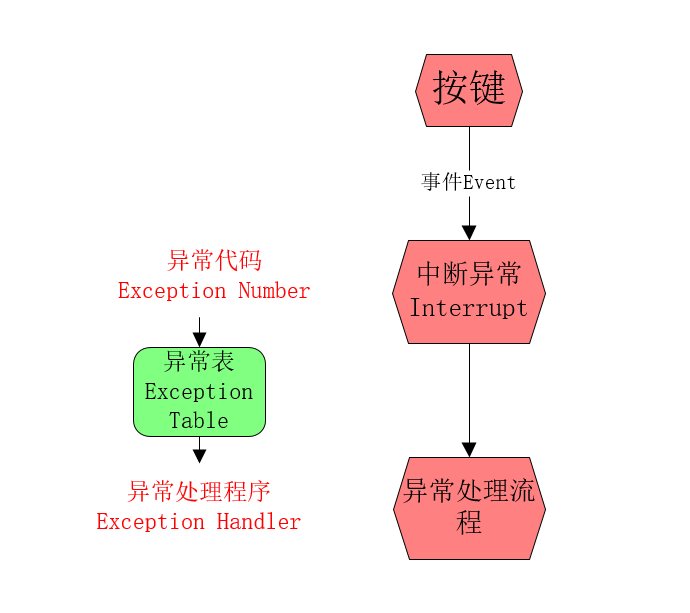 按键
事件Event
中断异常
Interrupt
异常处理流
程
异常代码
Exception Number
异常表
Exception
Table
异常处理程序
Exception Handler